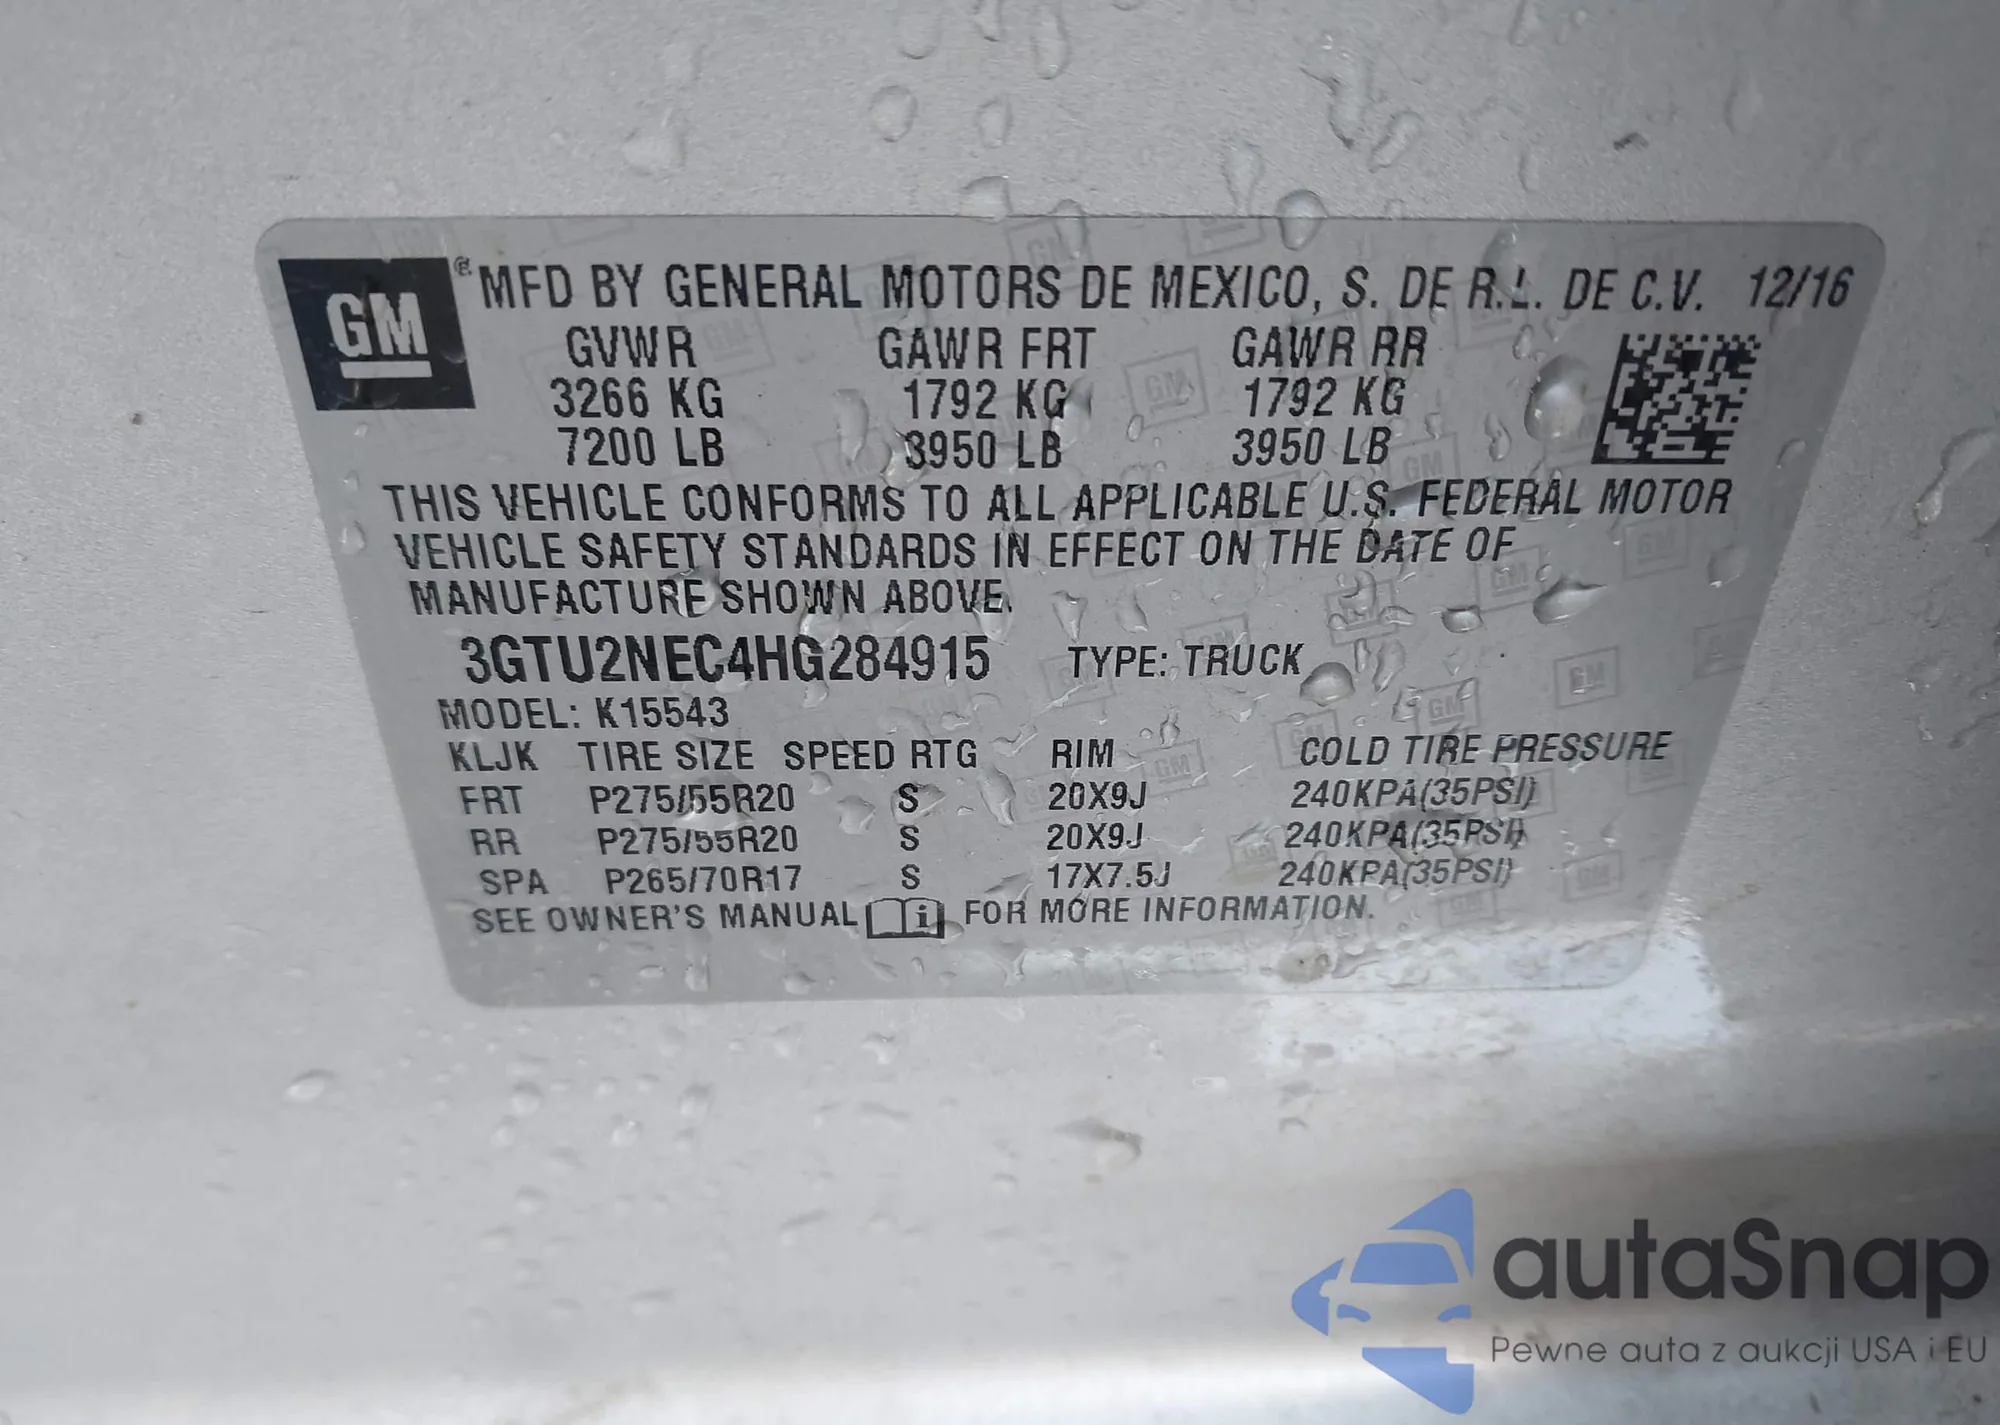 GM ® MFD BY GENERAL MOTORS DE MEXICO, S. DE R.L. DE C.V. 12/16
GVWR GAWR FRT GAWR RR
3266 KG 1792 KG 1792 KG
7200 LB 3950 LB 3950 LB
THIS VEHICLE CONFORMS TO ALL APPLICABLE U.S. FEDERAL MOTOR
VEHICLE SAFETY STANDARDS IN EFFECT ON THE DATE OF
MANUFACTURE SHOWN ABOVE.
3GTU2NEC4HG284915 TYPE: TRUCK
MODEL: K15543
KLJK TIRE SIZE SPEED RTG RIM COLD TIRE PRESSURE
FRT P275/55R20 S 20X9J 240KPA(35PSI)
RR P275/55R20 S 20X9J 240KPA(35PSI)
SPA P265/70R17 S 17X7.5J 240KPA(35PSI)
SEE OWNER'S MANUAL i FOR MORE INFORMATION.
autaSnap
Pewne auta z aukcji USA i EU